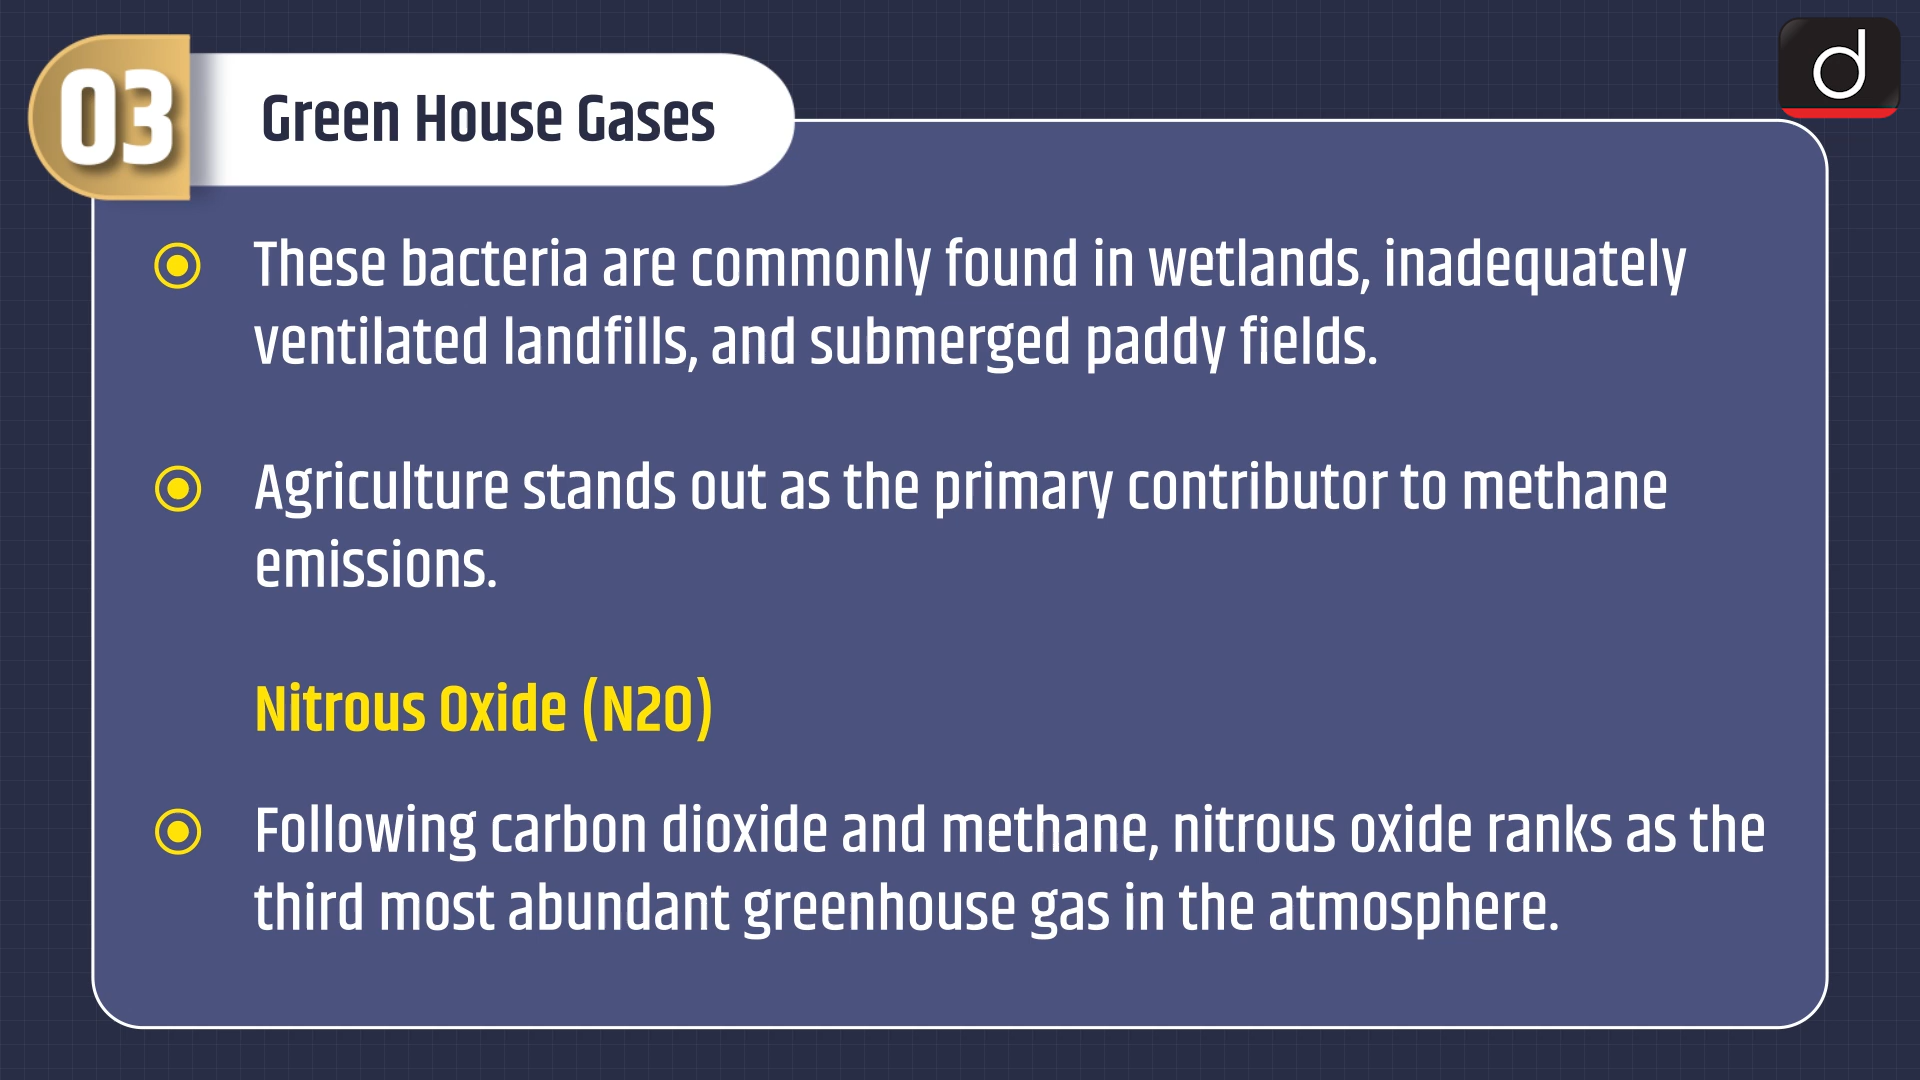 03
Green House Gases
d
These bacteria are commonly found in wetlands, inadequately
ventilated landfills, and submerged paddy fields.
Agriculture stands out as the primary contributor to methane
emissions.
Nitrous Oxide (N2O)
Following carbon dioxide and methane, nitrous oxide ranks as the
third most abundant greenhouse gas in the atmosphere.